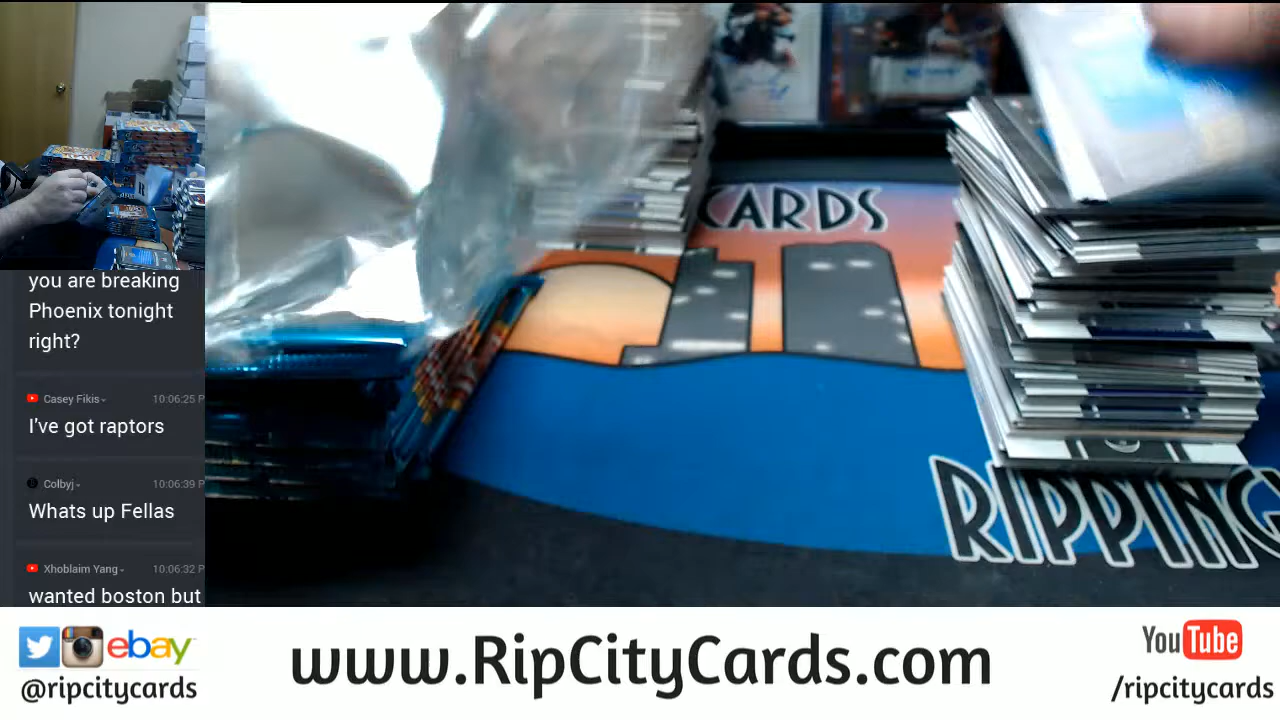 you are breaking
Phoenix tonight
right?
Casey Fikis 10:06:25 P
I've got raptors
Colbyj 10:06:39 P
Whats up Fellas
Xhoblaim Yang 10:06:32 P
wanted boston but
CARDS
RIPPING
ebay
@ripcitycards
www.RipCityCards.com
YouTube
/ripcitycards